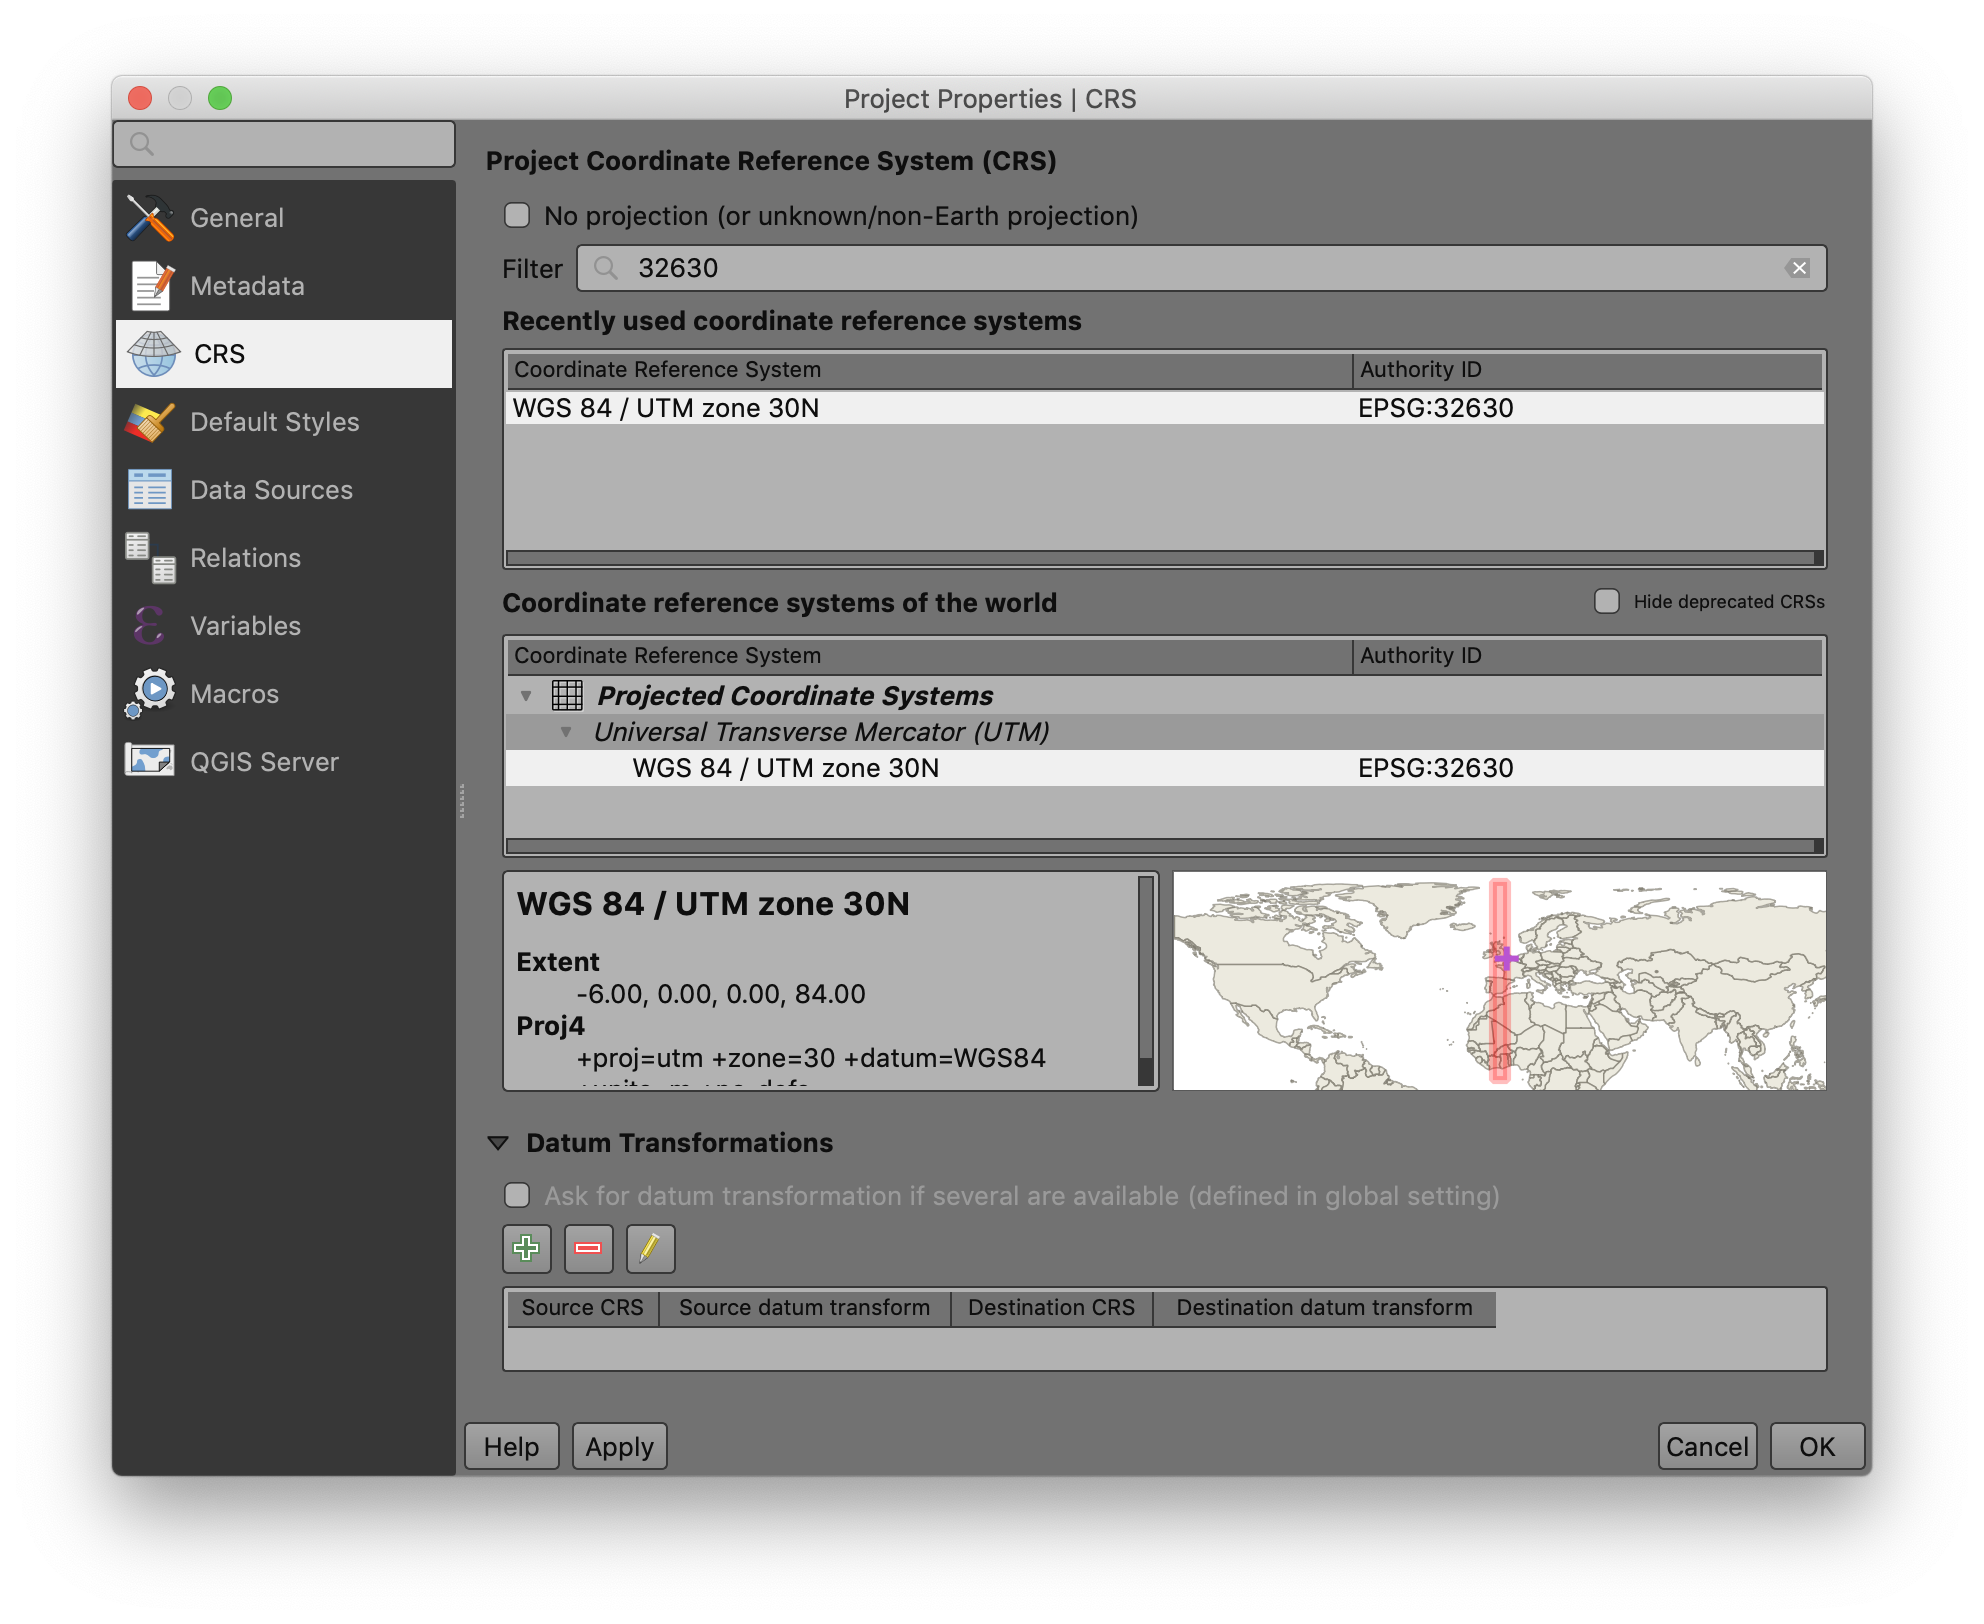 Project Properties | CRS
General
Metadata
CRS
Default Styles
Data Sources
Relations
Variables
Macros
QGIS Server
Project Coordinate Reference System (CRS)
No projection (or unknown/non-Earth projection)
Filter 32630
Recently used coordinate reference systems
Coordinate Reference System Authority ID
WGS 84 / UTM zone 30N EPSG:32630
Coordinate reference systems of the world Hide deprecated CRSs
Coordinate Reference System Authority ID
Projected Coordinate Systems
Universal Transverse Mercator (UTM)
WGS 84 / UTM zone 30N EPSG:32630
WGS 84 / UTM zone 30N
Extent
-6.00, 0.00, 0.00, 84.00
Proj4
+proj=utm +zone=30 +datum=WGS84
Datum Transformations
Ask for datum transformation if several are available (defined in global setting)
Source CRS Source datum transform Destination CRS Destination datum transform
Help Apply Cancel OK